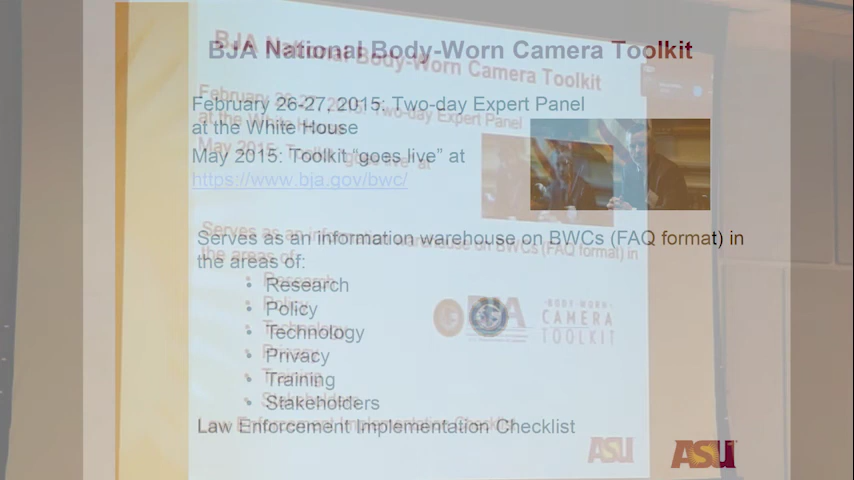 BJA National Body-Worn Camera Toolkit
February 26-27, 2015: Two-day Expert Panel
at the White House
May 2015: Toolkit "goes live" at
https://www.bja.gov/bwc/
Serves as an information warehouse on BWCs (FAQ format) in
the areas of:
• Research
• Policy
• Technology
• Privacy
• Training
• Stakeholders
BJA
BODY WORN
CAMERA
TOOLKIT
Law Enforcement Implementation Checklist
ASU
ASU